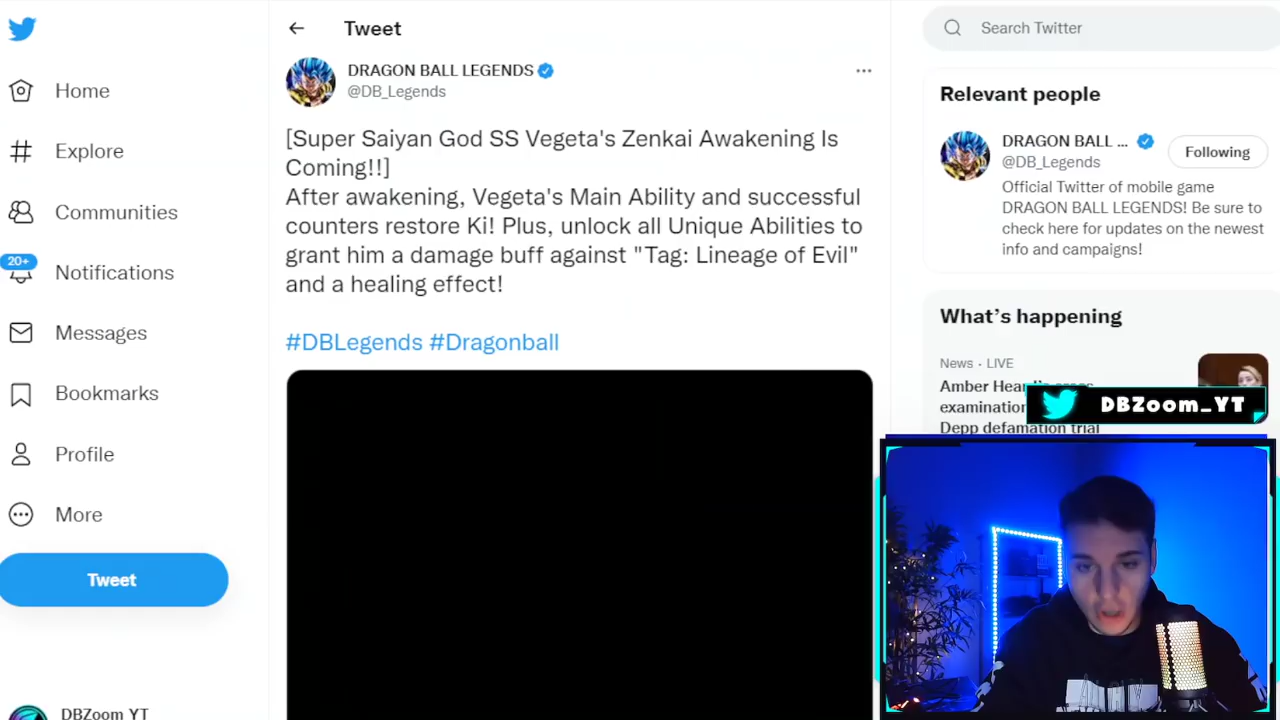 Home
Explore
Communities
20+
Notifications
Messages
Bookmarks
Profile
More
Tweet
DBZoom YT
Tweet
DRAGON BALL LEGENDS
@DB_Legends
[Super Saiyan God SS Vegeta's Zenkai Awakening Is
Coming!!]
After awakening, Vegeta's Main Ability and successful
counters restore Ki! Plus, unlock all Unique Abilities to
grant him a damage buff against "Tag: Lineage of Evil"
and a healing effect!
#DBLegends #Dragonball
Search Twitter
Relevant people
DRAGON BALL ...
@DB_Legends
Following
Official Twitter of mobile game
DRAGON BALL LEGENDS! Be sure to
check here for updates on the newest
info and campaigns!
What's happening
News · LIVE
Amber Heard's cross
examination
Depp defamation trial
DBZoom_YT